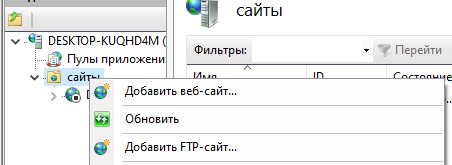 сайты
DESKTOP-KUQHD4M (
Фильтры:
Перейти
Пулы приложени
сайты
Имя
ID
Состояние
Добавить веб-сайт...
Обновить
Добавить FTP-сайт...